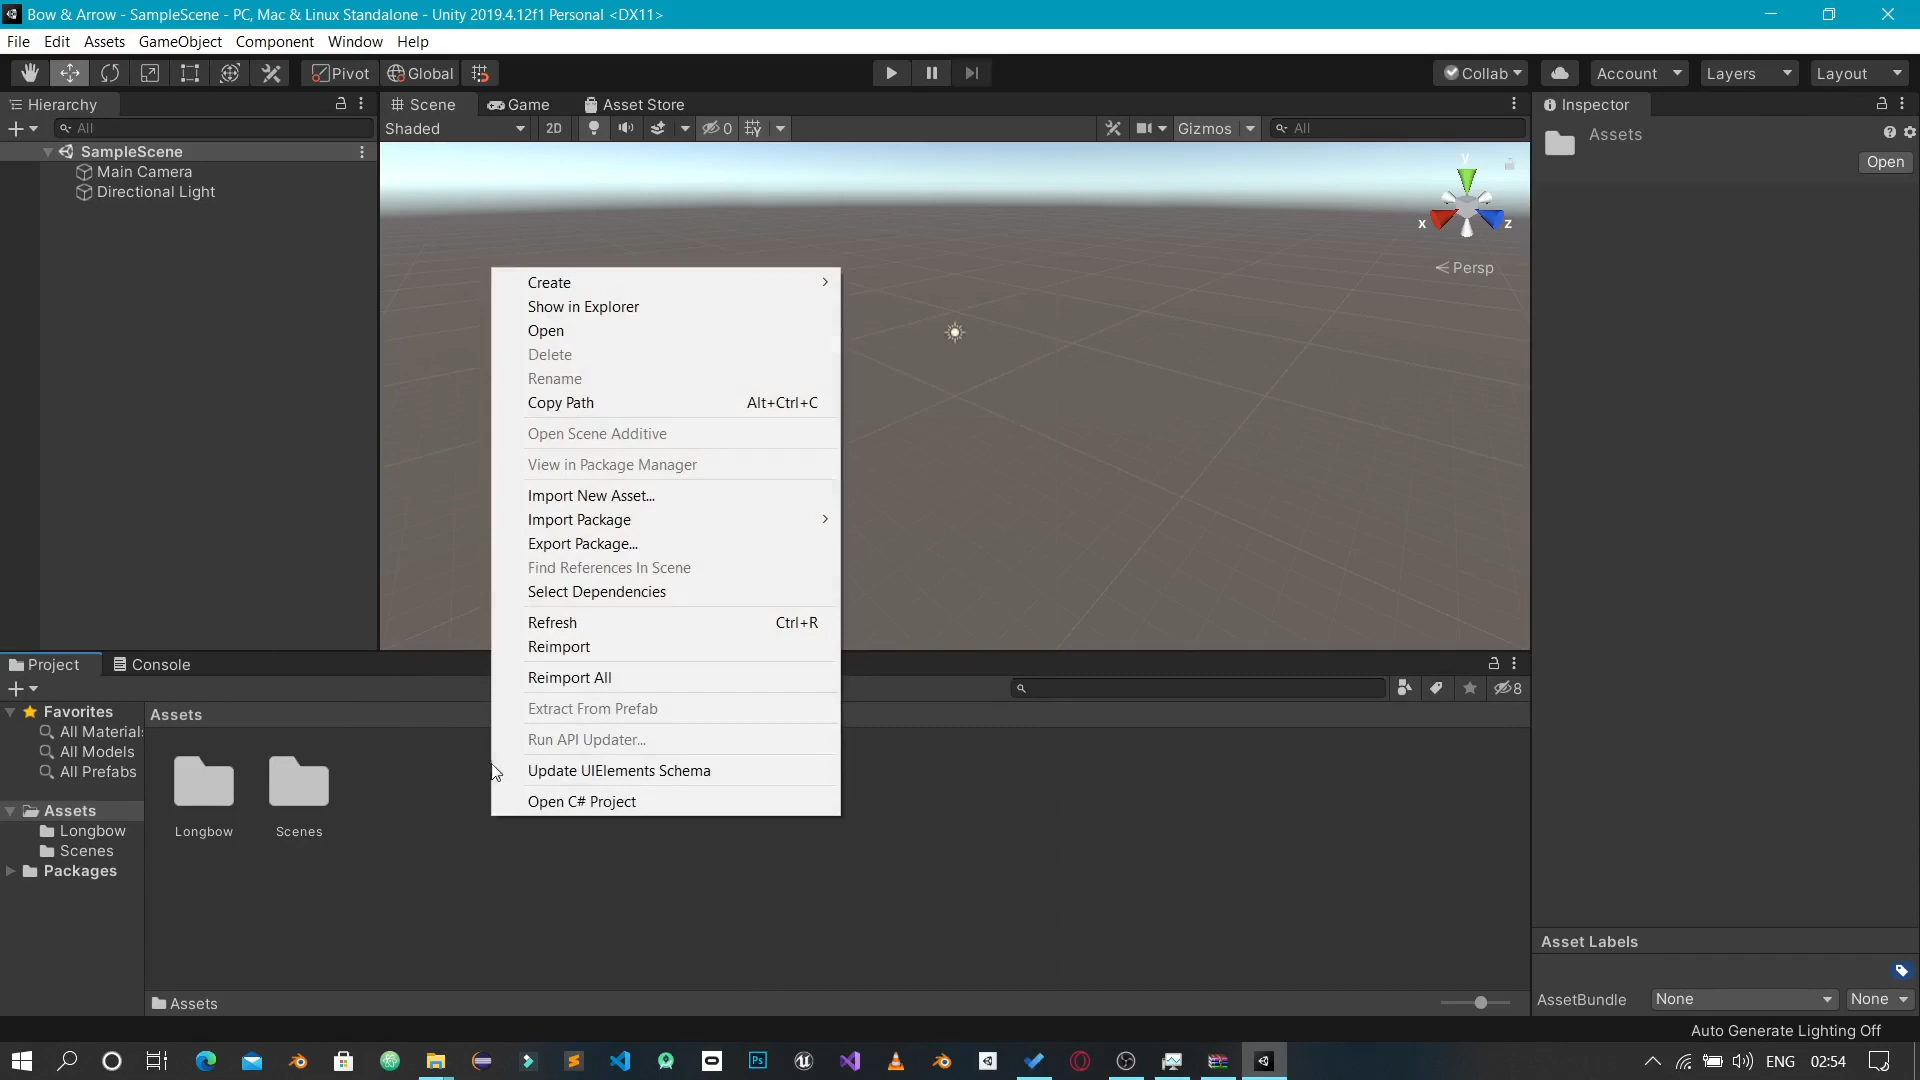 Bow & Arrow - SampleScene - PC, Mac & Linux Standalone - Unity 2019.4.12f1 Personal <DX11>
File Edit Assets GameObject Component Window Help
Pivot Global Collab Account Layers Layout
Hierarchy
Scene Game Asset Store
Inspector
All
Shaded 2D 0 Gizmos All
Assets
Open
SampleScene
Main Camera
Directional Light
y
x z
Persp
Create
Show in Explorer
Open
Delete
Rename
Copy Path Alt+Ctrl+C
Open Scene Additive
View in Package Manager
Import New Asset...
Import Package
Export Package...
Find References In Scene
Select Dependencies
Refresh Ctrl+R
Reimport
Reimport All
Extract From Prefab
Run API Updater...
Update UIElements Schema
Open C# Project
Project Console
8
Favorites
All Materials
All Models
All Prefabs
Assets
Longbow
Scenes
Packages
Assets
Longbow Scenes
Assets
Asset Labels
AssetBundle None None
Auto Generate Lighting Off
Ps
ENG 02:54